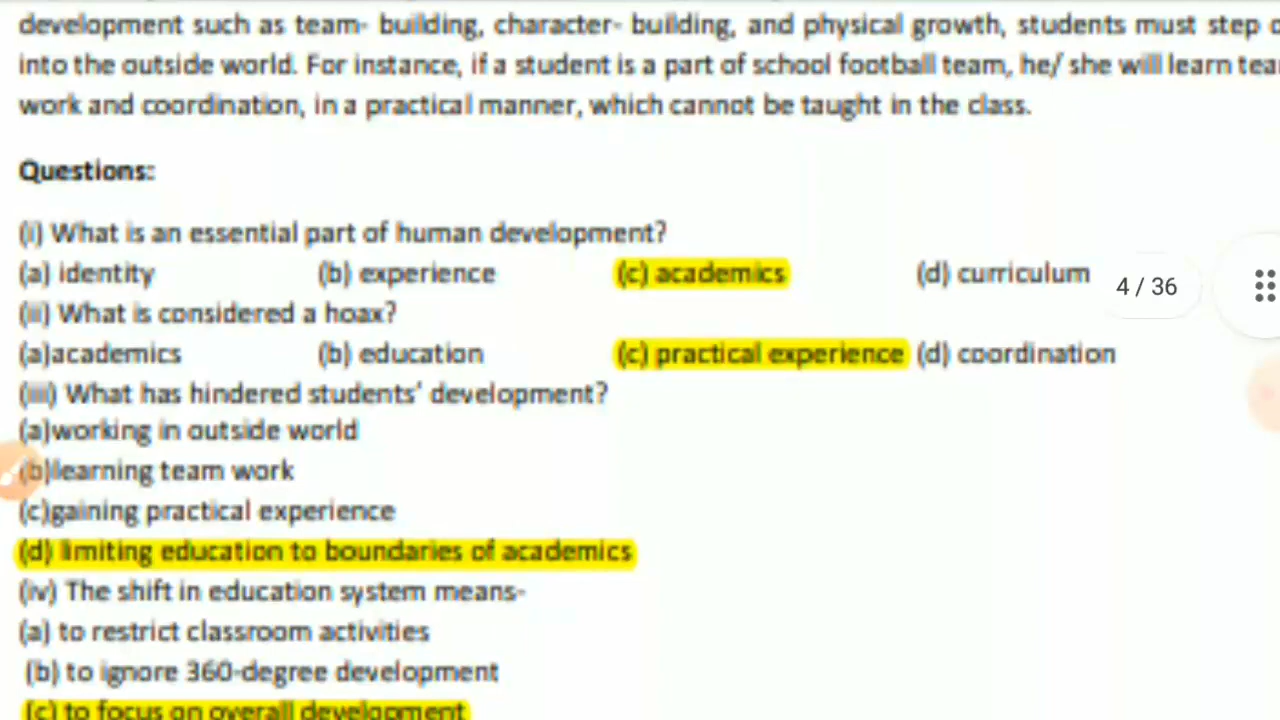 development such as team- building, character- building, and physical growth, students must step
into the outside world. For instance, if a student is a part of school football team, he/ she will learn
work and coordination, in a practical manner, which cannot be taught in the class.
Questions:
(i) What is an essential part of human development?
(a) identity (b) experience (c) academics (d) curriculum
4 / 36
(ii) What is considered a hoax?
(a)academics (b) education (c) practical experience (d) coordination
(iii) What has hindered students' development?
(a)working in outside world
(b)learning team work
(c)gaining practical experience
(d) limiting education to boundaries of academics
(iv) The shift in education system means-
(a) to restrict classroom activities
(b) to ignore 360-degree development
(c) to focus on overall development